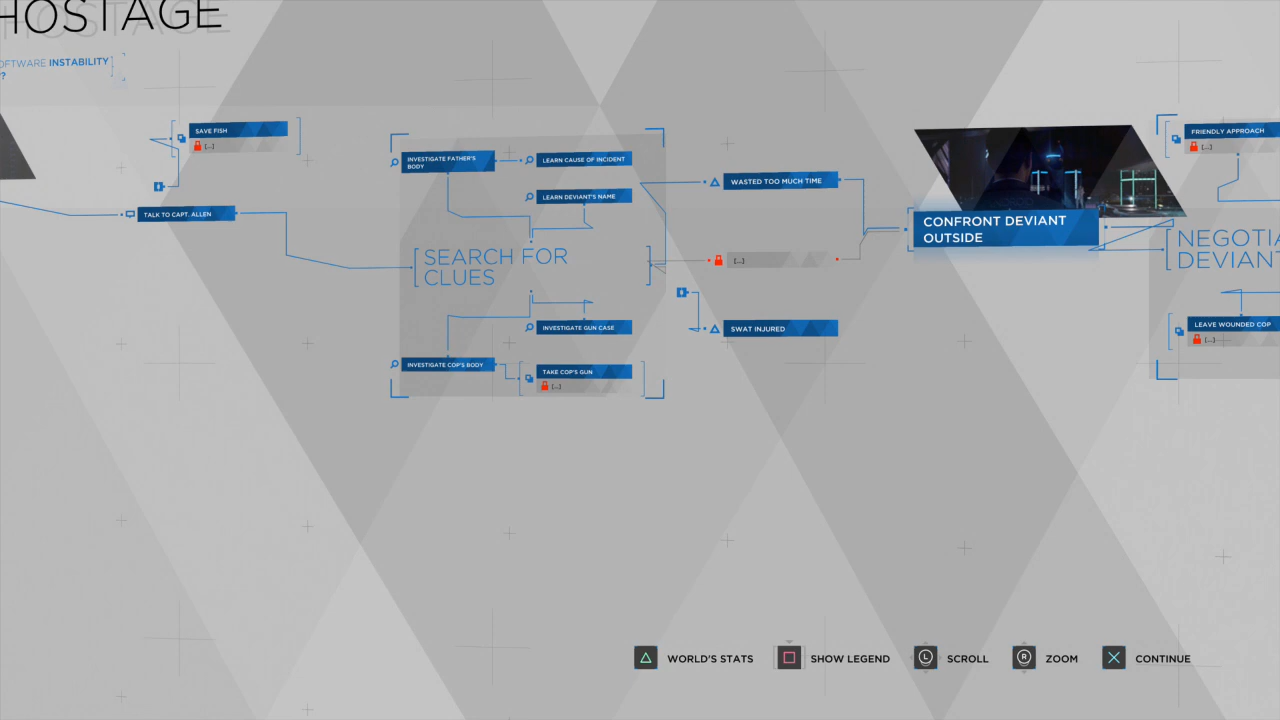 HOSTAGE
OFTWARE INSTABILITY
?
SAVE FISH
[...]
TALK TO CAPT. ALLEN
INVESTIGATE FATHER'S
BODY
LEARN CAUSE OF INCIDENT
LEARN DEVIANT'S NAME
SEARCH FOR
CLUES
INVESTIGATE GUN CASE
INVESTIGATE COP'S BODY
TAKE COP'S GUN
[...]
WASTED TOO MUCH TIME
[...]
SWAT INJURED
CONFRONT DEVIANT
OUTSIDE
FRIENDLY APPROACH
[...]
NEGOTIA
DEVIANT
LEAVE WOUNDED COP
[...]
WORLD'S STATS
SHOW LEGEND
L
SCROLL
R
ZOOM
CONTINUE